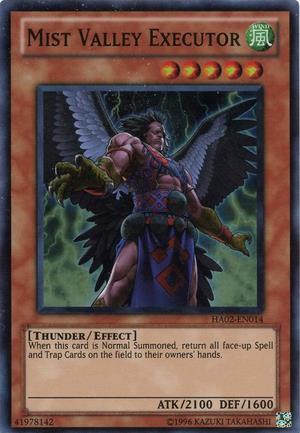 MIST VALLEY EXECUTOR
WIND
風
HA02-EN014
[THUNDER/EFFECT]
When this card is Normal Summoned, return all face-up Spell
and Trap Cards on the field to their owners' hands.
ATK/2100 DEF/1600
41978142
©1996 KAZUKI TAKAHASHI